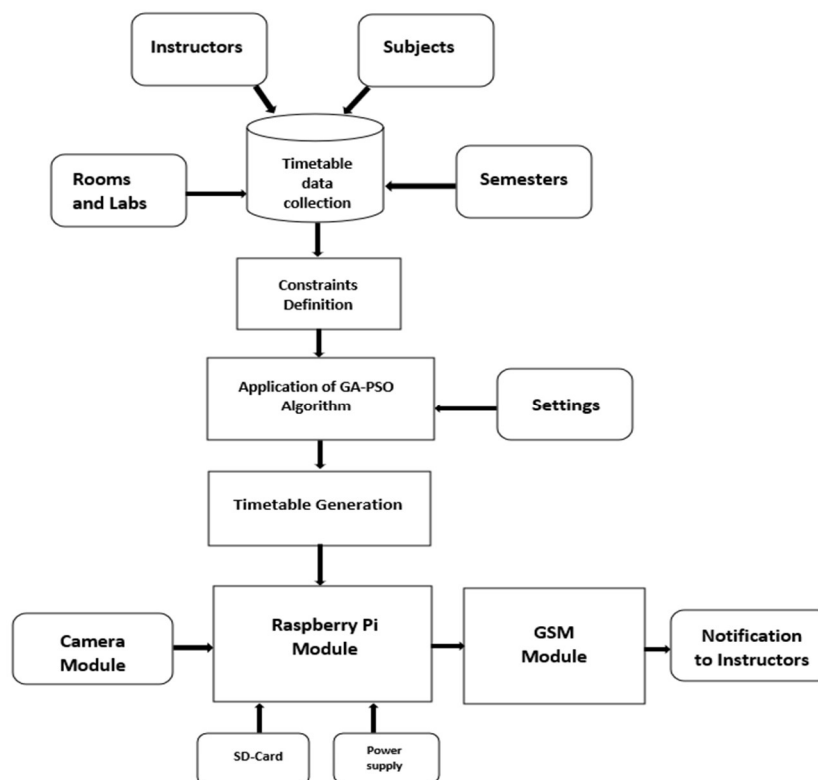 Instructors
Subjects
Timetable
data
collection
Rooms
and Labs
Semesters
Constraints
Definition
Application of GA-PSO
Algorithm
Settings
Timetable Generation
Camera
Module
Raspberry Pi
Module
GSM
Module
Notification
to Instructors
SD-Card
Power
supply